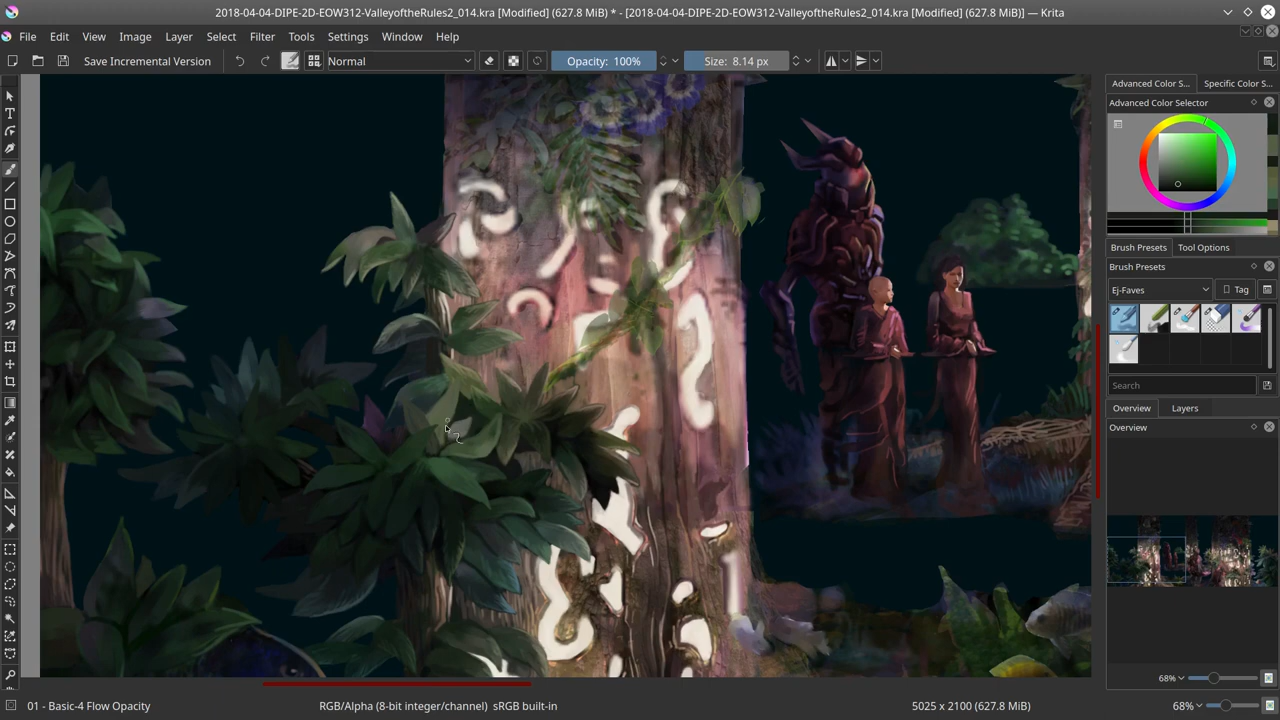 2018-04-04-DIPE-2D-EOW312-ValleyoftheRules2_014.kra [Modified] (627.8 MiB) * - [2018-04-04-DIPE-2D-EOW312-ValleyoftheRules2_014.kra [Modified] (627.8 MiB)] — Krita
File Edit View Image Layer Select Filter Tools Settings Window Help
Save Incremental Version Normal Opacity: 100% Size: 8.14 px
Advanced Color S... Specific Color S...
Advanced Color Selector
Brush Presets Tool Options
Brush Presets
Ej-Faves Tag
Search
Overview Layers
Overview
68%
01 - Basic-4 Flow Opacity RGB/Alpha (8-bit integer/channel) sRGB built-in 5025 x 2100 (627.8 MiB) 68%